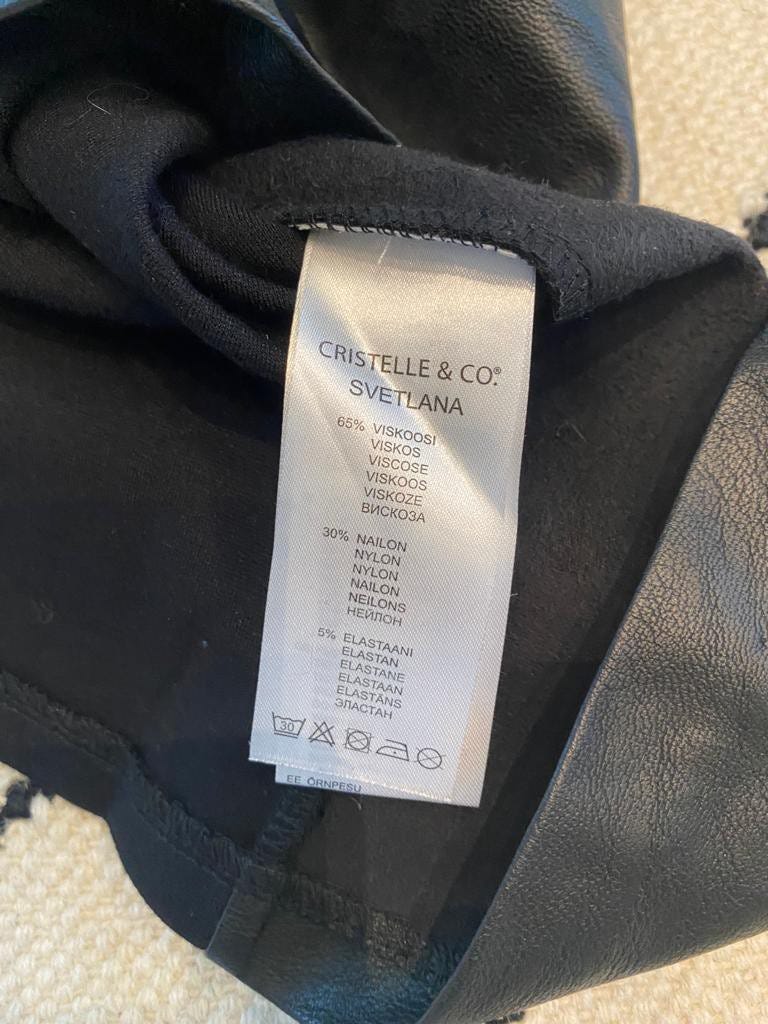 CRISTELLE & CO.®
SVETLANA
65% VISKOOSI
VISKOS
VISCOSE
VISKOOS
VISKOZE
ВИСКОЗА
30% NAILON
NYLON
NYLON
NAILON
NEILONS
НЕЙЛОН
5% ELASTAANI
ELASTAN
ELASTANE
ELASTAAN
ELASTĀNS
ЭЛАСТАН
30
EE ÕRNPESU